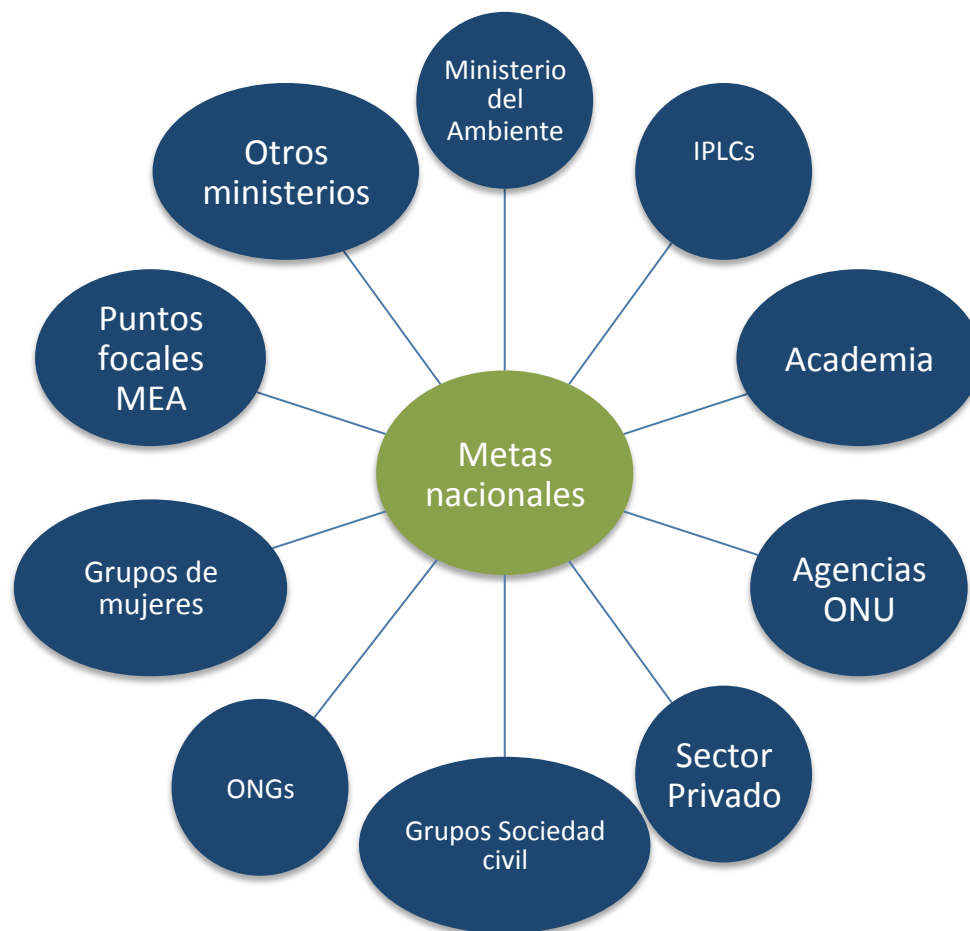 Ministerio
del
Ambiente
IPLCs
Academia
Agencias
ONU
Sector
Privado
Grupos Sociedad
civil
ONGs
Grupos de
mujeres
Puntos
focales
MEA
Otros
ministerios
Metas
nacionales